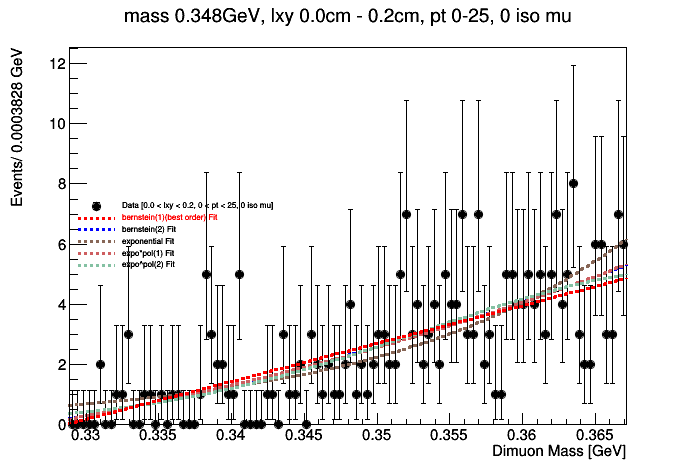 mass 0.348GeV, lxy 0.0cm - 0.2cm, pt 0-25, 0 iso mu
Events/ 0.0003828 GeV
12
10
8
6
4
2
0
Data [0.0 < lxy < 0.2, 0 < pt < 25, 0 iso mu]
bernstein(1)(best order) Fit
bernstein(2) Fit
exponential Fit
expo*pol(1) Fit
expo*pol(2) Fit
0.33 0.335 0.34 0.345 0.35 0.355 0.36 0.365
Dimuon Mass [GeV]